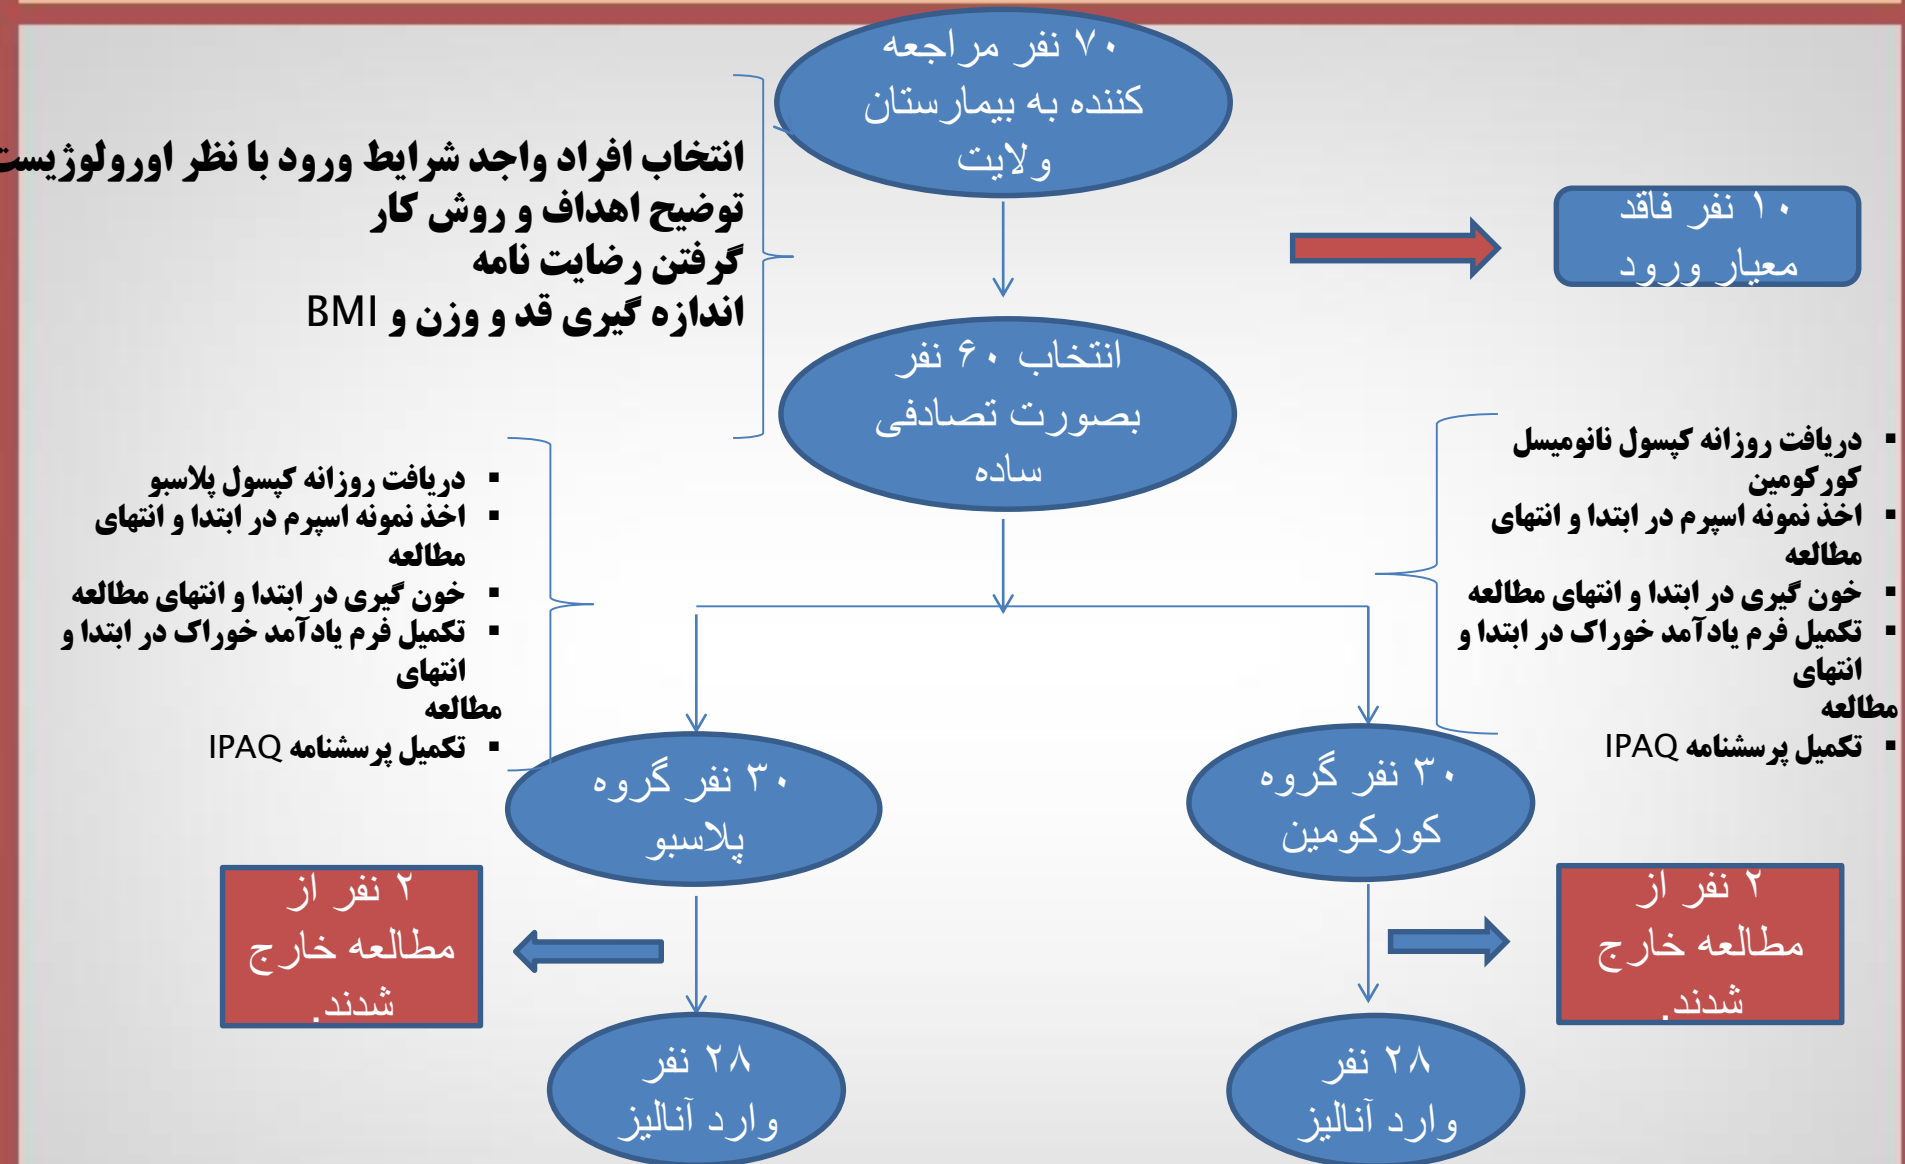 ۷۰ نفر مراجعه
کننده به بیمارستان
ولایت
انتخاب افراد واجد شرایط ورود با نظر اورولوژیست
توضیح اهداف و روش کار
گرفتن رضایت نامه
اندازه گیری قد و وزن و BMI
۱۰ نفر فاقد
معیار ورود
انتخاب ۶۰ نفر
بصورت تصادفی
ساده
▪ دریافت روزانه کپسول نانومیسل
کورکومین
▪ اخذ نمونه اسپرم در ابتدا و انتهای
مطالعه
▪ خون گیری در ابتدا و انتهای مطالعه
▪ تکمیل فرم یادآمد خوراک در ابتدا و
انتهای
مطالعه
▪ تکمیل پرسشنامه IPAQ
▪ دریافت روزانه کپسول پلاسبو
▪ اخذ نمونه اسپرم در ابتدا و انتهای
مطالعه
▪ خون گیری در ابتدا و انتهای مطالعه
▪ تکمیل فرم یادآمد خوراک در ابتدا و
انتهای
مطالعه
▪ تکمیل پرسشنامه IPAQ
۳۰ نفر گروه
کورکومین
۳۰ نفر گروه
پلاسبو
۲ نفر از
مطالعه خارج
شدند.
۲ نفر از
مطالعه خارج
شدند.
۲۸ نفر
وارد آنالیز
۲۸ نفر
وارد آنالیز